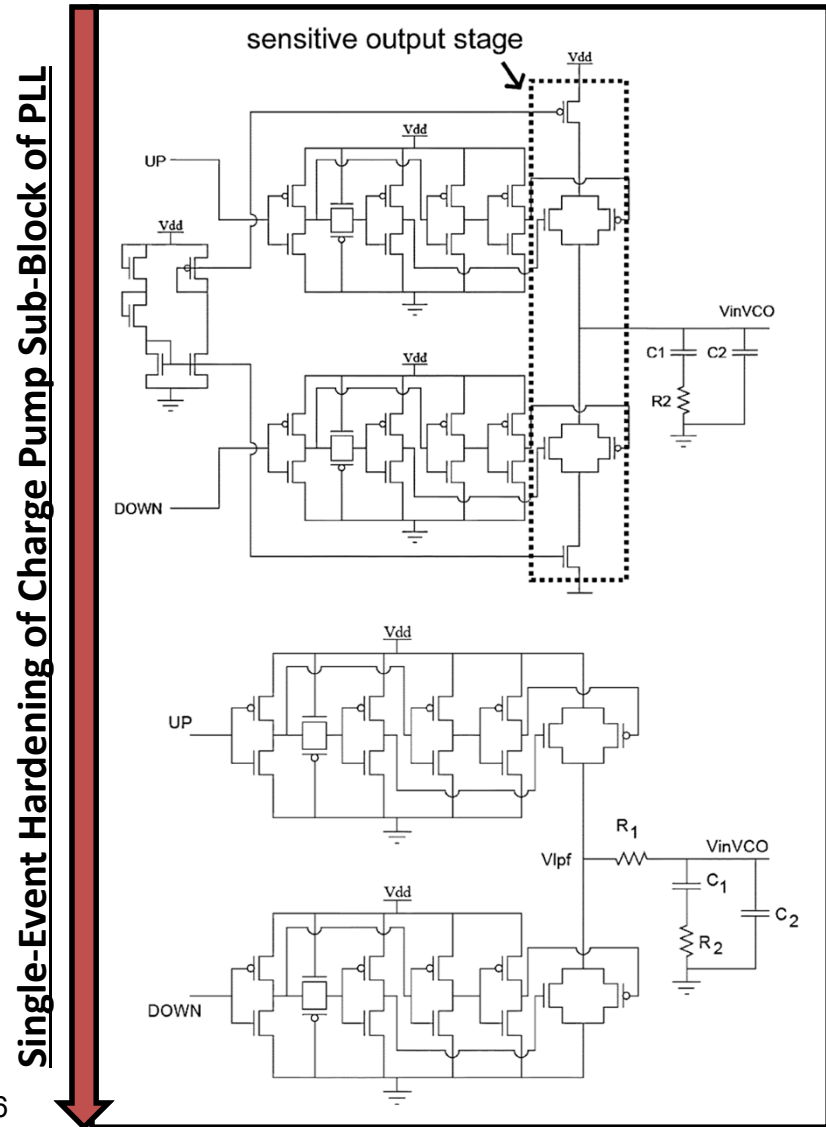 Single-Event Hardening of Charge Pump Sub-Block of PLL
sensitive output stage
Vdd
Vdd
UP
Vdd
VinVCO
C1
C2
R2
Vdd
DOWN
Vdd
UP
R1
VinVCO
Vlpf
C1
C2
R2
Vdd
DOWN
6